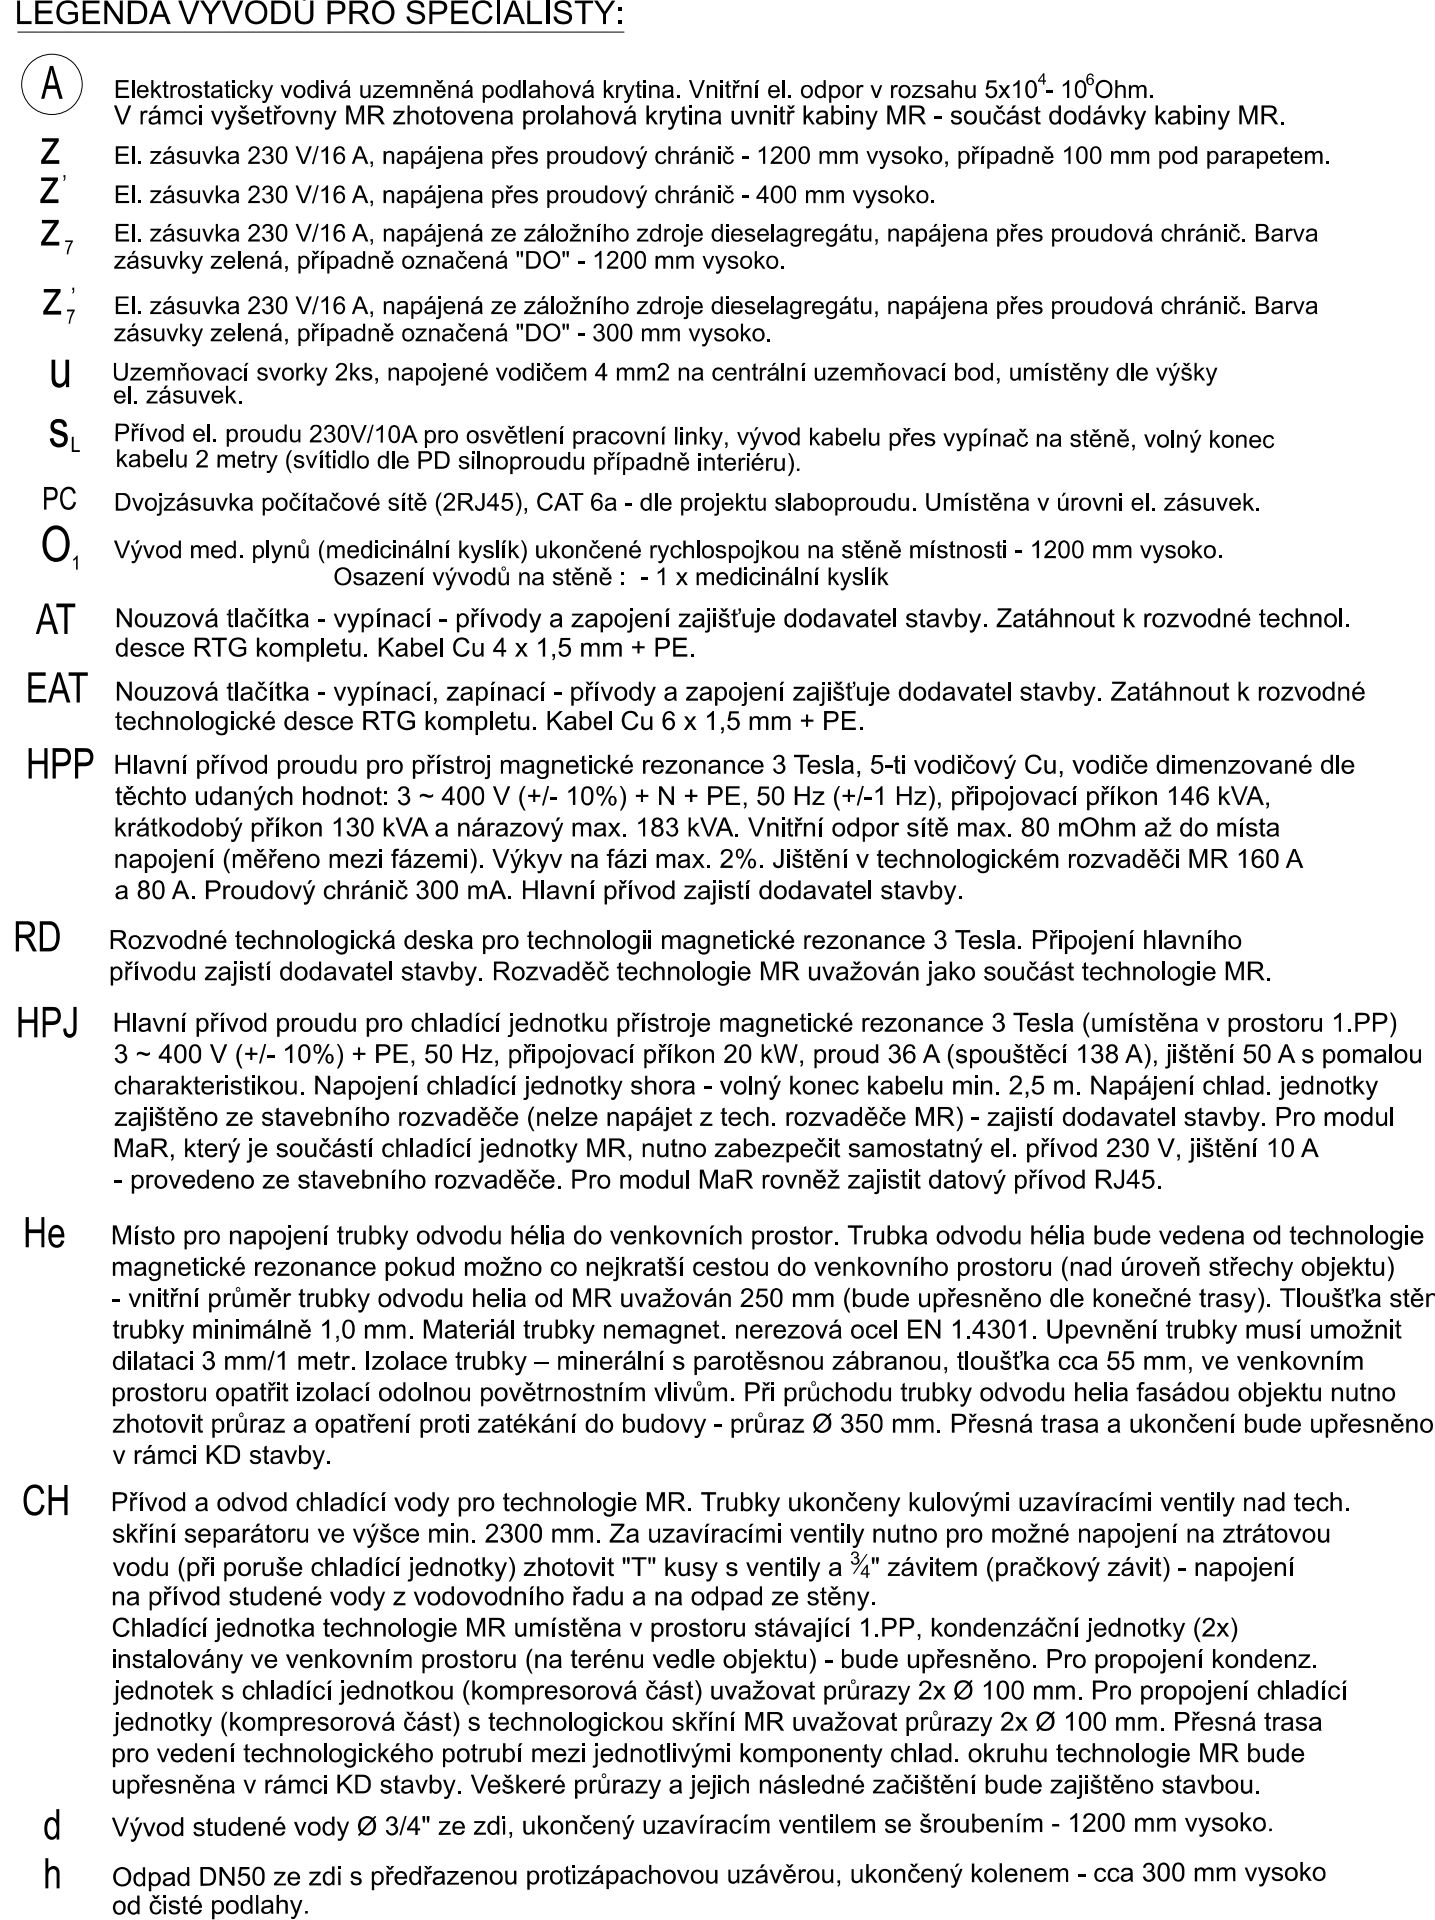 LEGENDA VÝVODŮ PRO SPECIALISTY:
A Elektrostaticky vodivá uzemněná podlahová krytina. Vnitřní el. odpor v rozsahu 5x10⁴- 10⁶Ohm.
V rámci vyšetřovny MR zhotovena prolahová krytina uvnitř kabiny MR - součást dodávky kabiny MR.
z El. zásuvka 230 V/16 A, napájena přes proudový chránič - 1200 mm vysoko, případně 100 mm pod parapetem.
z' El. zásuvka 230 V/16 A, napájena přes proudový chránič - 400 mm vysoko.
z₇ El. zásuvka 230 V/16 A, napájená ze záložního zdroje dieselagregátu, napájena přes proudová chránič. Barva
zásuvky zelená, případně označená "DO" - 1200 mm vysoko.
z₇' El. zásuvka 230 V/16 A, napájená ze záložního zdroje dieselagregátu, napájena přes proudová chránič. Barva
zásuvky zelená, případně označená "DO" - 300 mm vysoko.
u Uzemňovací svorky 2ks, napojené vodičem 4 mm2 na centrální uzemňovací bod, umístěny dle výšky
el. zásuvek.
s_L Přívod el. proudu 230V/10A pro osvětlení pracovní linky, vývod kabelu přes vypínač na stěně, volný konec
kabelu 2 metry (svítidlo dle PD silnoproudu případně interiéru).
PC Dvojzásuvka počítačové sítě (2RJ45), CAT 6a - dle projektu slaboproudu. Umístěna v úrovni el. zásuvek.
O₁ Vývod med. plynů (medicinální kyslík) ukončené rychlospojkou na stěně místnosti - 1200 mm vysoko.
Osazení vývodů na stěně : - 1 x medicinální kyslík
AT Nouzová tlačítka - vypínací - přívody a zapojení zajišťuje dodavatel stavby. Zatáhnout k rozvodné technol.
desce RTG kompletu. Kabel Cu 4 x 1,5 mm + PE.
EAT Nouzová tlačítka - vypínací, zapínací - přívody a zapojení zajišťuje dodavatel stavby. Zatáhnout k rozvodné
technologické desce RTG kompletu. Kabel Cu 6 x 1,5 mm + PE.
HPP Hlavní přívod proudu pro přístroj magnetické rezonance 3 Tesla, 5-ti vodičový Cu, vodiče dimenzované dle
těchto udaných hodnot: 3 ~ 400 V (+/- 10%) + N + PE, 50 Hz (+/-1 Hz), připojovací příkon 146 kVA,
krátkodobý příkon 130 kVA a nárazový max. 183 kVA. Vnitřní odpor sítě max. 80 mOhm až do místa
napojení (měřeno mezi fázemi). Výkyv na fázi max. 2%. Jištění v technologickém rozvaděči MR 160 A
a 80 A. Proudový chránič 300 mA. Hlavní přívod zajistí dodavatel stavby.
RD Rozvodné technologická deska pro technologii magnetické rezonance 3 Tesla. Připojení hlavního
přívodu zajistí dodavatel stavby. Rozvaděč technologie MR uvažován jako součást technologie MR.
HPJ Hlavní přívod proudu pro chladící jednotku přístroje magnetické rezonance 3 Tesla (umístěna v prostoru 1.PP)
3 ~ 400 V (+/- 10%) + PE, 50 Hz, připojovací příkon 20 kW, proud 36 A (spouštěcí 138 A), jištění 50 A s pomalou
charakteristikou. Napojení chladící jednotky shora - volný konec kabelu min. 2,5 m. Napájení chlad. jednotky
zajištěno ze stavebního rozvaděče (nelze napájet z tech. rozvaděče MR) - zajistí dodavatel stavby. Pro modul
MaR, který je součástí chladící jednotky MR, nutno zabezpečit samostatný el. přívod 230 V, jištění 10 A
- provedeno ze stavebního rozvaděče. Pro modul MaR rovněž zajistit datový přívod RJ45.
He Místo pro napojení trubky odvodu hélia do venkovních prostor. Trubka odvodu hélia bude vedena od technologie
magnetické rezonance pokud možno co nejkratší cestou do venkovního prostoru (nad úroveň střechy objektu)
- vnitřní průměr trubky odvodu helia od MR uvažován 250 mm (bude upřesněno dle konečné trasy). Tloušťka stěn
trubky minimálně 1,0 mm. Materiál trubky nemagnet. nerezová ocel EN 1.4301. Upevnění trubky musí umožnit
dilataci 3 mm/1 metr. Izolace trubky – minerální s parotěsnou zábranou, tloušťka cca 55 mm, ve venkovním
prostoru opatřit izolací odolnou povětrnostním vlivům. Při průchodu trubky odvodu helia fasádou objektu nutno
zhotovit průraz a opatření proti zatékání do budovy - průraz Ø 350 mm. Přesná trasa a ukončení bude upřesněno
v rámci KD stavby.
CH Přívod a odvod chladící vody pro technologie MR. Trubky ukončeny kulovými uzavíracími ventily nad tech.
skříní separátoru ve výšce min. 2300 mm. Za uzavíracími ventily nutno pro možné napojení na ztrátovou
vodu (při poruše chladící jednotky) zhotovit "T" kusy s ventily a ¾" závitem (pračkový závit) - napojení
na přívod studené vody z vodovodního řadu a na odpad ze stěny.
Chladící jednotka technologie MR umístěna v prostoru stávající 1.PP, kondenzáční jednotky (2x)
instalovány ve venkovním prostoru (na terénu vedle objektu) - bude upřesněno. Pro propojení kondenz.
jednotek s chladící jednotkou (kompresorová část) uvažovat průrazy 2x Ø 100 mm. Pro propojení chladící
jednotky (kompresorová část) s technologickou skříní MR uvažovat průrazy 2x Ø 100 mm. Přesná trasa
pro vedení technologického potrubí mezi jednotlivými komponenty chlad. okruhu technologie MR bude
upřesněna v rámci KD stavby. Veškeré průrazy a jejich následné začištění bude zajištěno stavbou.
d Vývod studené vody Ø 3/4" ze zdi, ukončený uzavíracím ventilem se šroubením - 1200 mm vysoko.
h Odpad DN50 ze zdi s předřazenou protizápachovou uzávěrou, ukončený kolenem - cca 300 mm vysoko
od čisté podlahy.